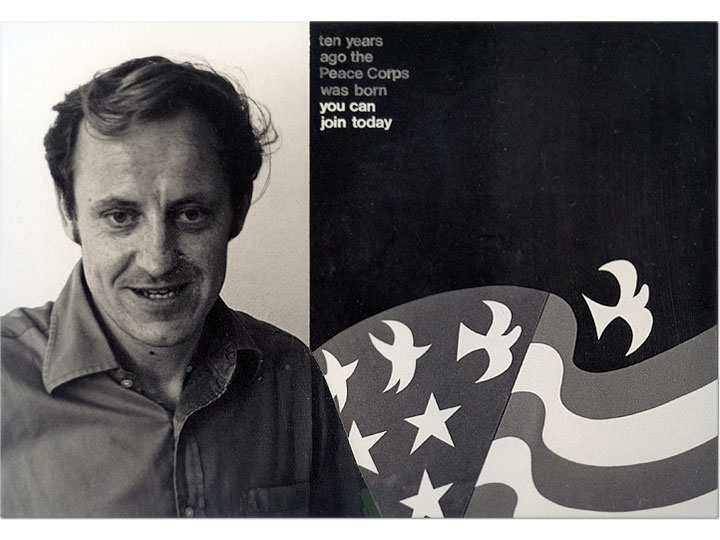 ten years
ago the
Peace Corps
was born
you can
join today